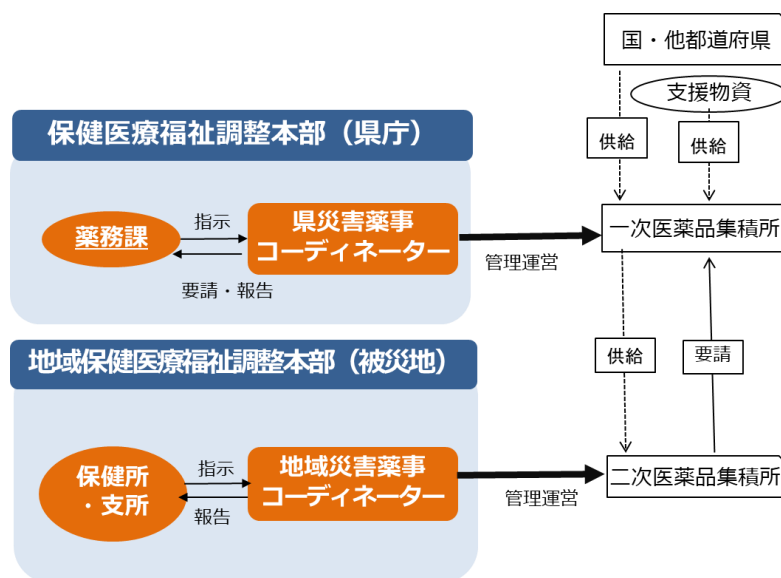 国・他都道府県
支援物資
供給
供給
保健医療福祉調整本部（県庁）
薬務課
指示
要請・報告
県災害薬事
コーディネーター
管理運営
一次医薬品集積所
供給
要請
地域保健医療福祉調整本部（被災地）
保健所
・支所
指示
報告
地域災害薬事
コーディネーター
管理運営
二次医薬品集積所